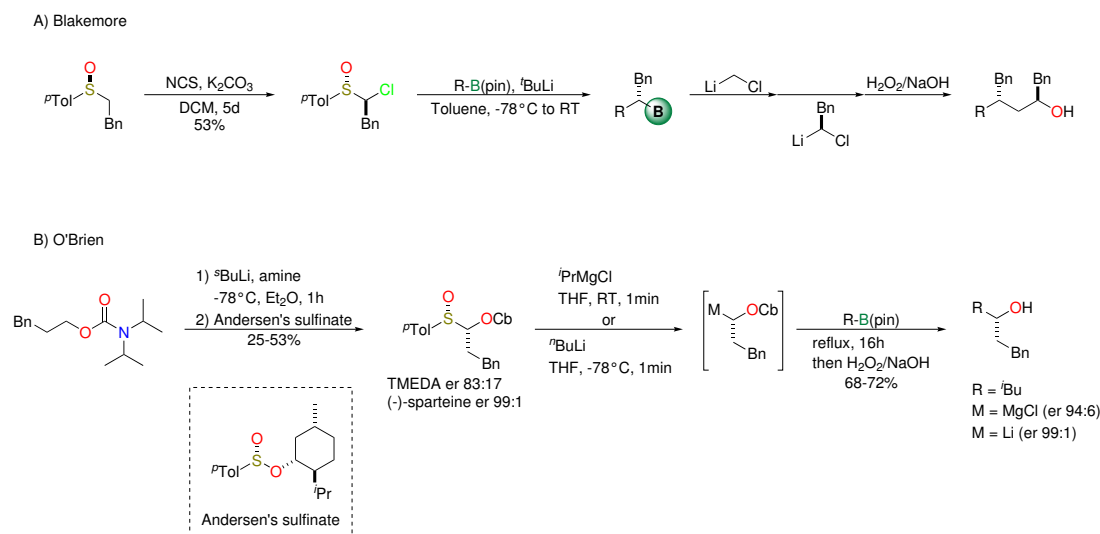 A) Blakemore
O
S
pTol
Bn
NCS, K2CO3
DCM, 5d
53%
O
S
Cl
pTol
Bn
R-B(pin), tBuLi
Toluene, -78°C to RT
Bn
R
B
Li
Cl
Bn
Li
Cl
H2O2/NaOH
Bn
Bn
R
OH
B) O'Brien
O
Bn
O
N
1) sBuLi, amine
-78°C, Et2O, 1h
2) Andersen's sulfinate
25-53%
O
S
OCb
pTol
Bn
TMEDA er 83:17
(-)-sparteine er 99:1
iPrMgCl
THF, RT, 1min
or
nBuLi
THF, -78°C, 1min
M
OCb
Bn
R-B(pin)
reflux, 16h
then H2O2/NaOH
68-72%
R
OH
Bn
R = iBu
M = MgCl (er 94:6)
M = Li (er 99:1)
O
S
pTol
O
iPr
Andersen's sulfinate